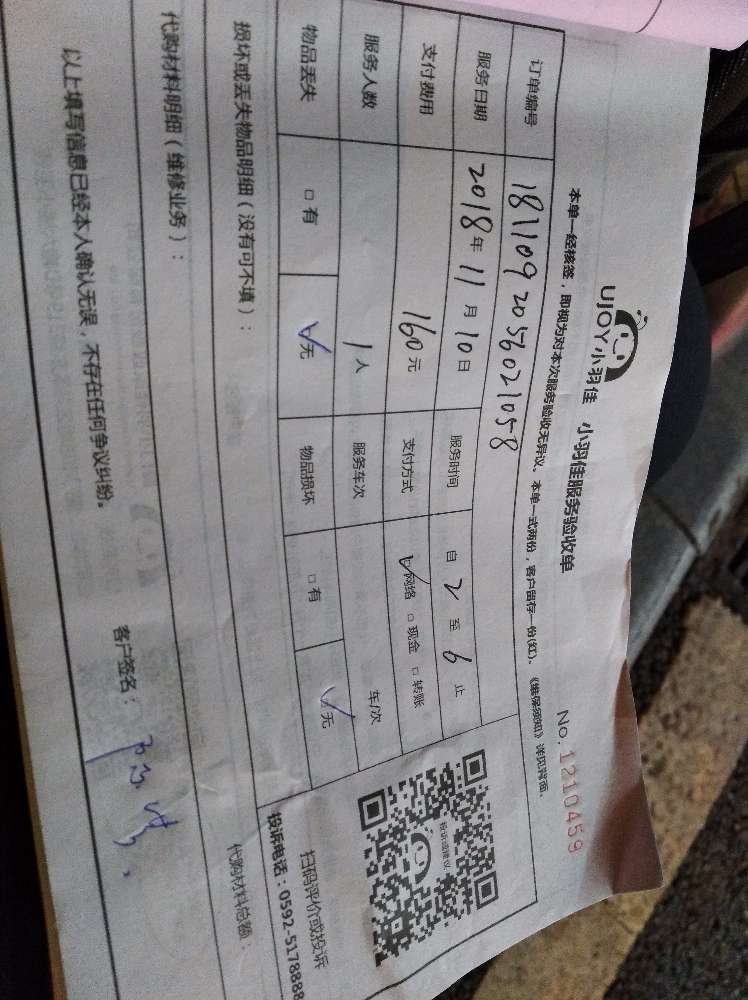 UJOY小羽佳 小羽佳服务验收单 No.1210459
本单一经核签，即视为对本次服务验收无异议。本单一式两份，客户留存一份(红)。《维保须知》详见背面。
订单编号 1811092056021058
服务日期 2018年11月10日 服务时间 自2至6止
支付费用 160元 支付方式 ☑网络 □现金 □转账
服务人数 1人 服务车次 车/次
物品丢失 □有 ☑无 物品损坏 □有 ☑无
投诉或建议
扫码评价或投诉
投诉电话：0592-5178888
损坏或丢失物品明细（没有可不填）：
代购材料明细（维修业务）： 代购材料总额：
以上填写信息已经本人确认无误，不存在任何争议纠纷。 客户签名：